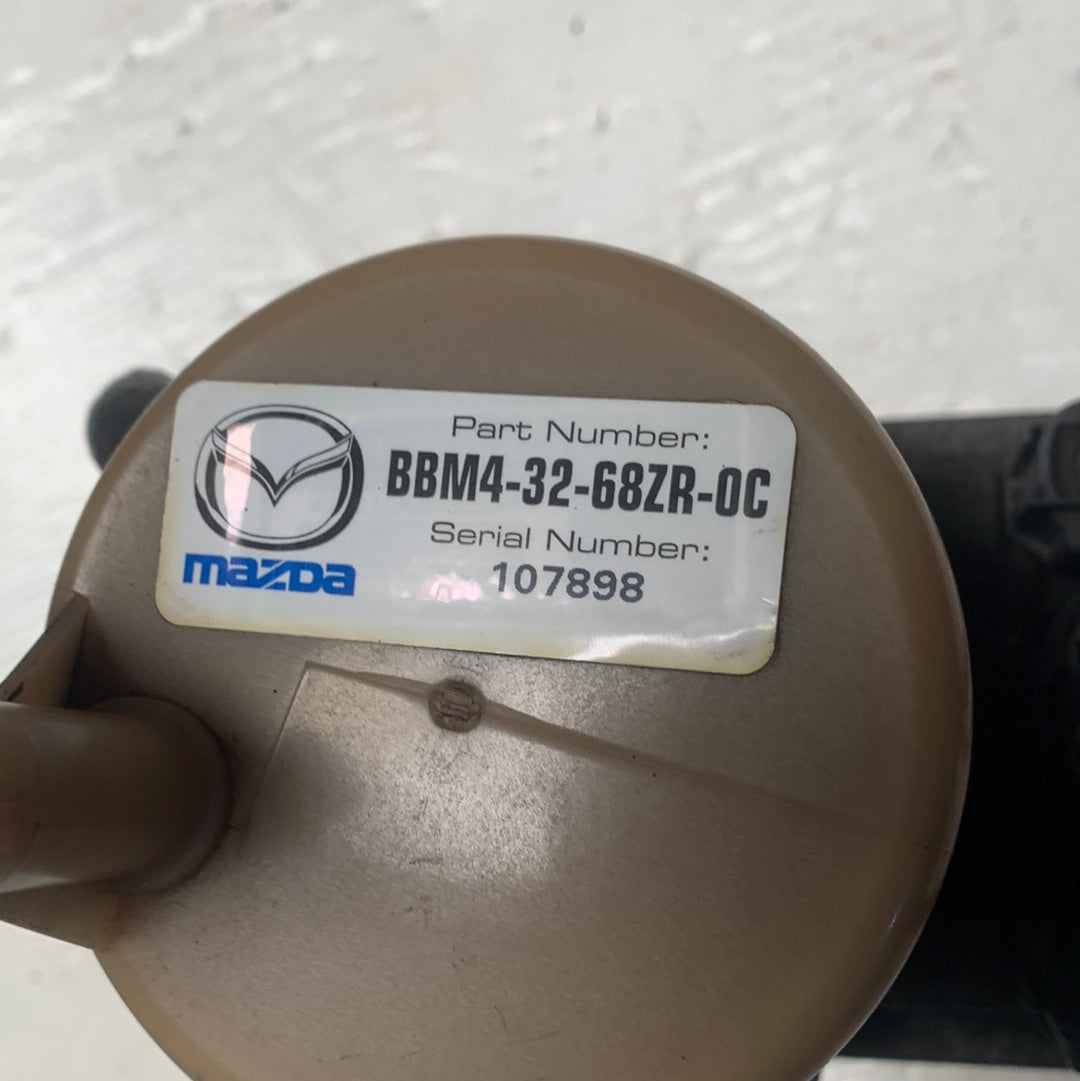 Part Number:
BBM4-32-68ZR-0C
Serial Number:
107898
mazda